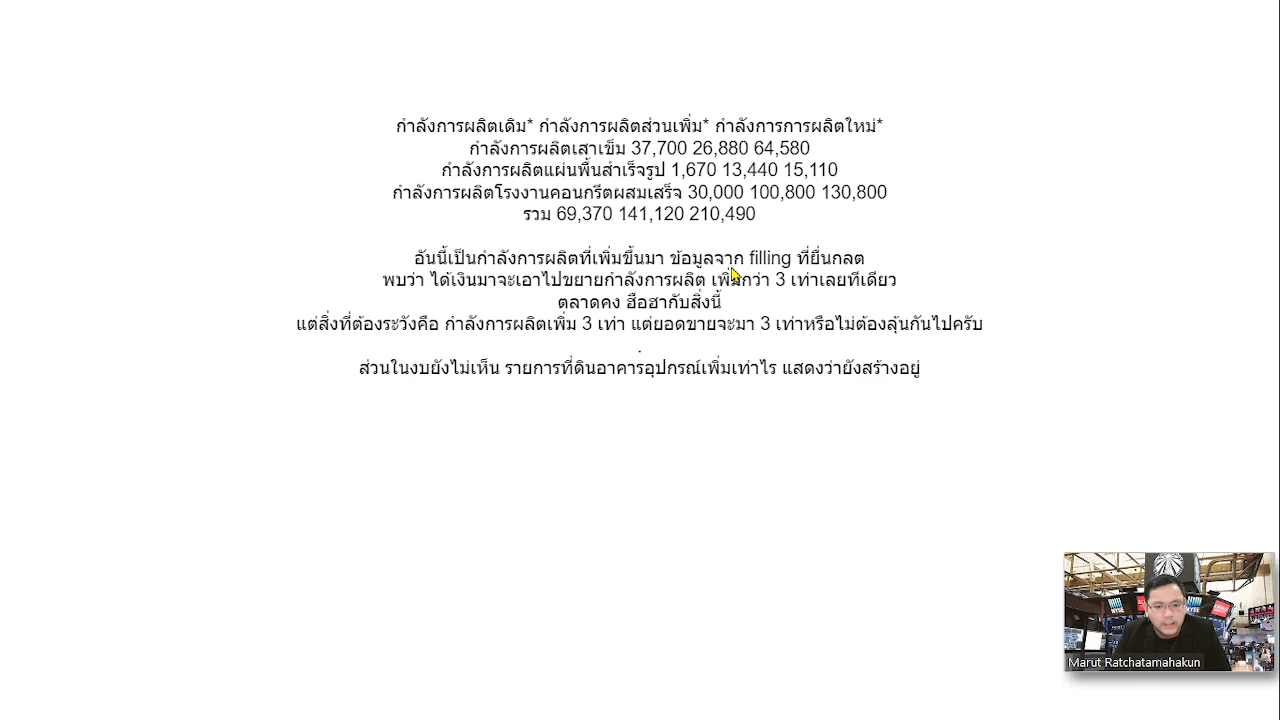 กำลังการผลิตเดิม* กำลังการผลิตส่วนเพิ่ม* กำลังการการผลิตใหม่*
กำลังการผลิตเสาเข็ม 37,700 26,880 64,580
กำลังการผลิตแผ่นพื้นสำเร็จรูป 1,670 13,440 15,110
กำลังการผลิตโรงงานคอนกรีตผสมเสร็จ 30,000 100,800 130,800
รวม 69,370 141,120 210,490
อันนี้เป็นกำลังการผลิตที่เพิ่มขึ้นมา ข้อมูลจาก filling ที่ยื่นกลต
พบว่า ได้เงินมาจะเอาไปขยายกำลังการผลิต เพิ่มกว่า 3 เท่าเลยทีเดียว
ตลาดคง ฮือฮากับสิ่งนี้
แต่สิ่งที่ต้องระวังคือ กำลังการผลิตเพิ่ม 3 เท่า แต่ยอดขายจะมา 3 เท่าหรือไม่ต้องลุ้นกันไปครับ
.
ส่วนในงบยังไม่เห็น รายการที่ดินอาคารอุปกรณ์เพิ่มเท่าไร แสดงว่ายังสร้างอยู่
NYSE
Marut Ratchatamahakun